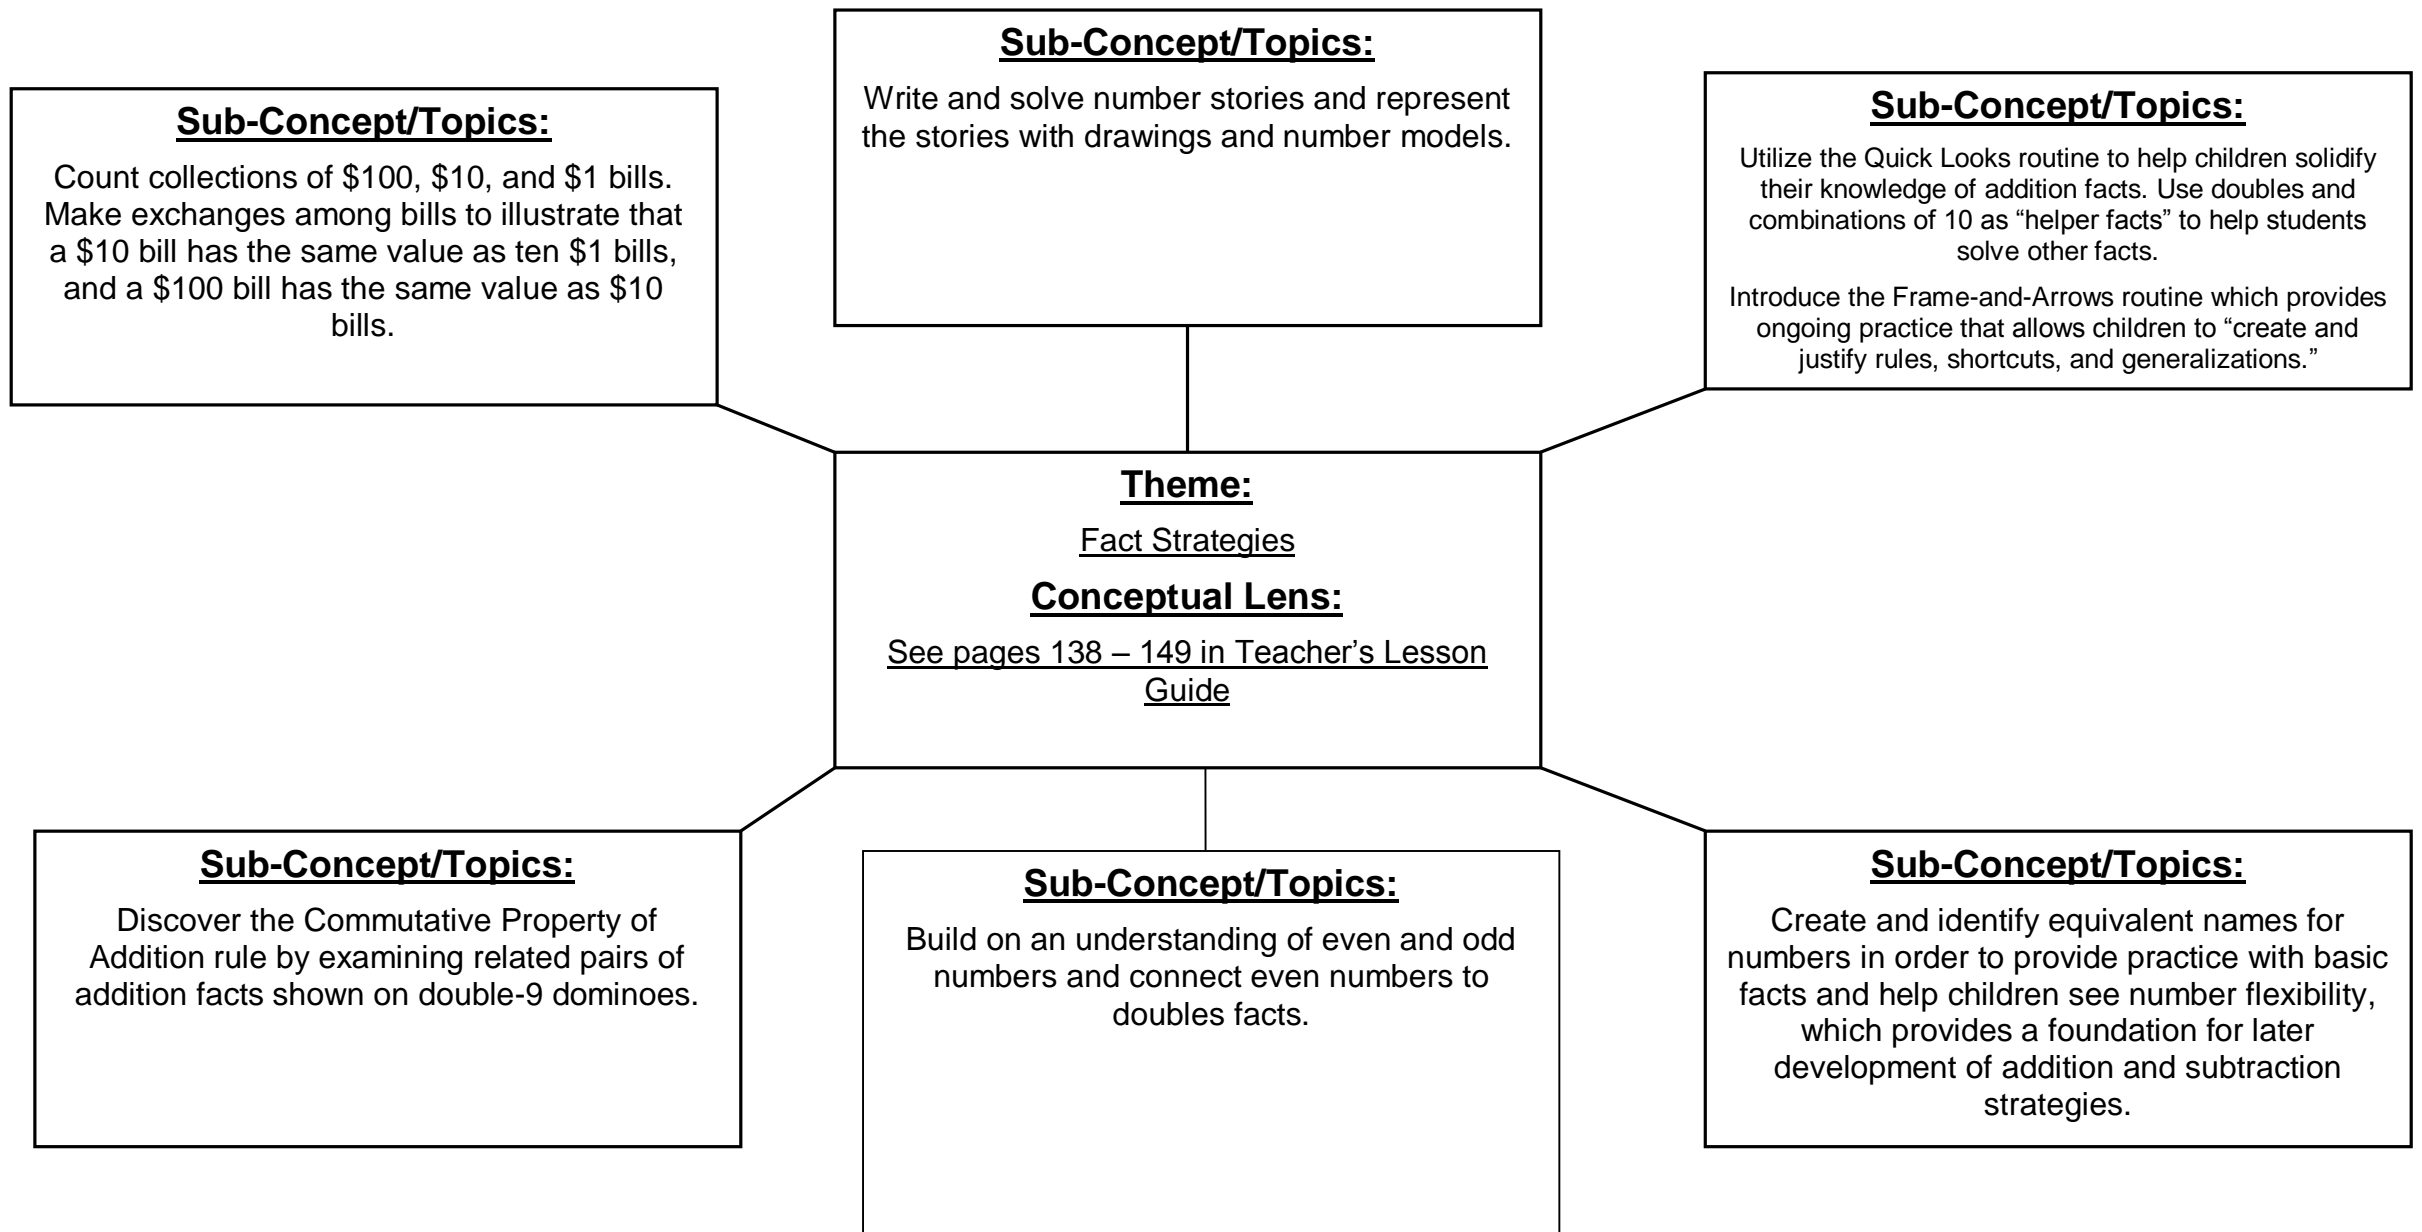 Sub-Concept/Topics:
Count collections of $100, $10, and $1 bills.
Make exchanges among bills to illustrate that
a $10 bill has the same value as ten $1 bills,
and a $100 bill has the same value as $10
bills.
Sub-Concept/Topics:
Write and solve number stories and represent
the stories with drawings and number models.
Sub-Concept/Topics:
Utilize the Quick Looks routine to help children solidify
their knowledge of addition facts. Use doubles and
combinations of 10 as “helper facts” to help students
solve other facts.
Introduce the Frame-and-Arrows routine which provides
ongoing practice that allows children to “create and
justify rules, shortcuts, and generalizations.”
Theme:
Fact Strategies
Conceptual Lens:
See pages 138 – 149 in Teacher’s Lesson
Guide
Sub-Concept/Topics:
Discover the Commutative Property of
Addition rule by examining related pairs of
addition facts shown on double-9 dominoes.
Sub-Concept/Topics:
Build on an understanding of even and odd
numbers and connect even numbers to
doubles facts.
Sub-Concept/Topics:
Create and identify equivalent names for
numbers in order to provide practice with basic
facts and help children see number flexibility,
which provides a foundation for later
development of addition and subtraction
strategies.